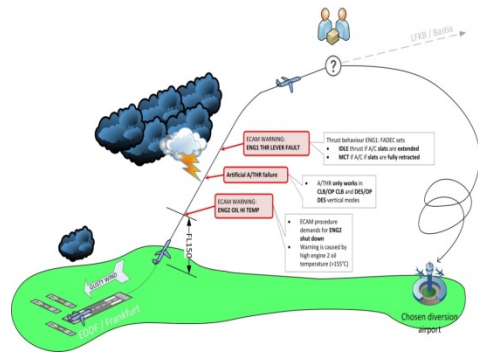 LFKB / Bastia
?
ECAM WARNING:
ENG1 THR LEVER FAULT
Thrust behaviour ENG1: FADEC sets
• IDLE thrust if A/C slats are extended
• MCT if A/C if slats are fully retracted
Artificial A/THR failure
• A/THR only works in
CLB/OP CLB and DES/OP
DES vertical modes
ECAM WARNING:
ENG2 OIL HI TEMP
• ECAM procedure
demands for ENG2
shut down
• Warning is caused by
high engine 2 oil
temperature (>155°C)
FL150
GUSTY WIND
EDDF / Frankfurt
Chosen diversion
airport